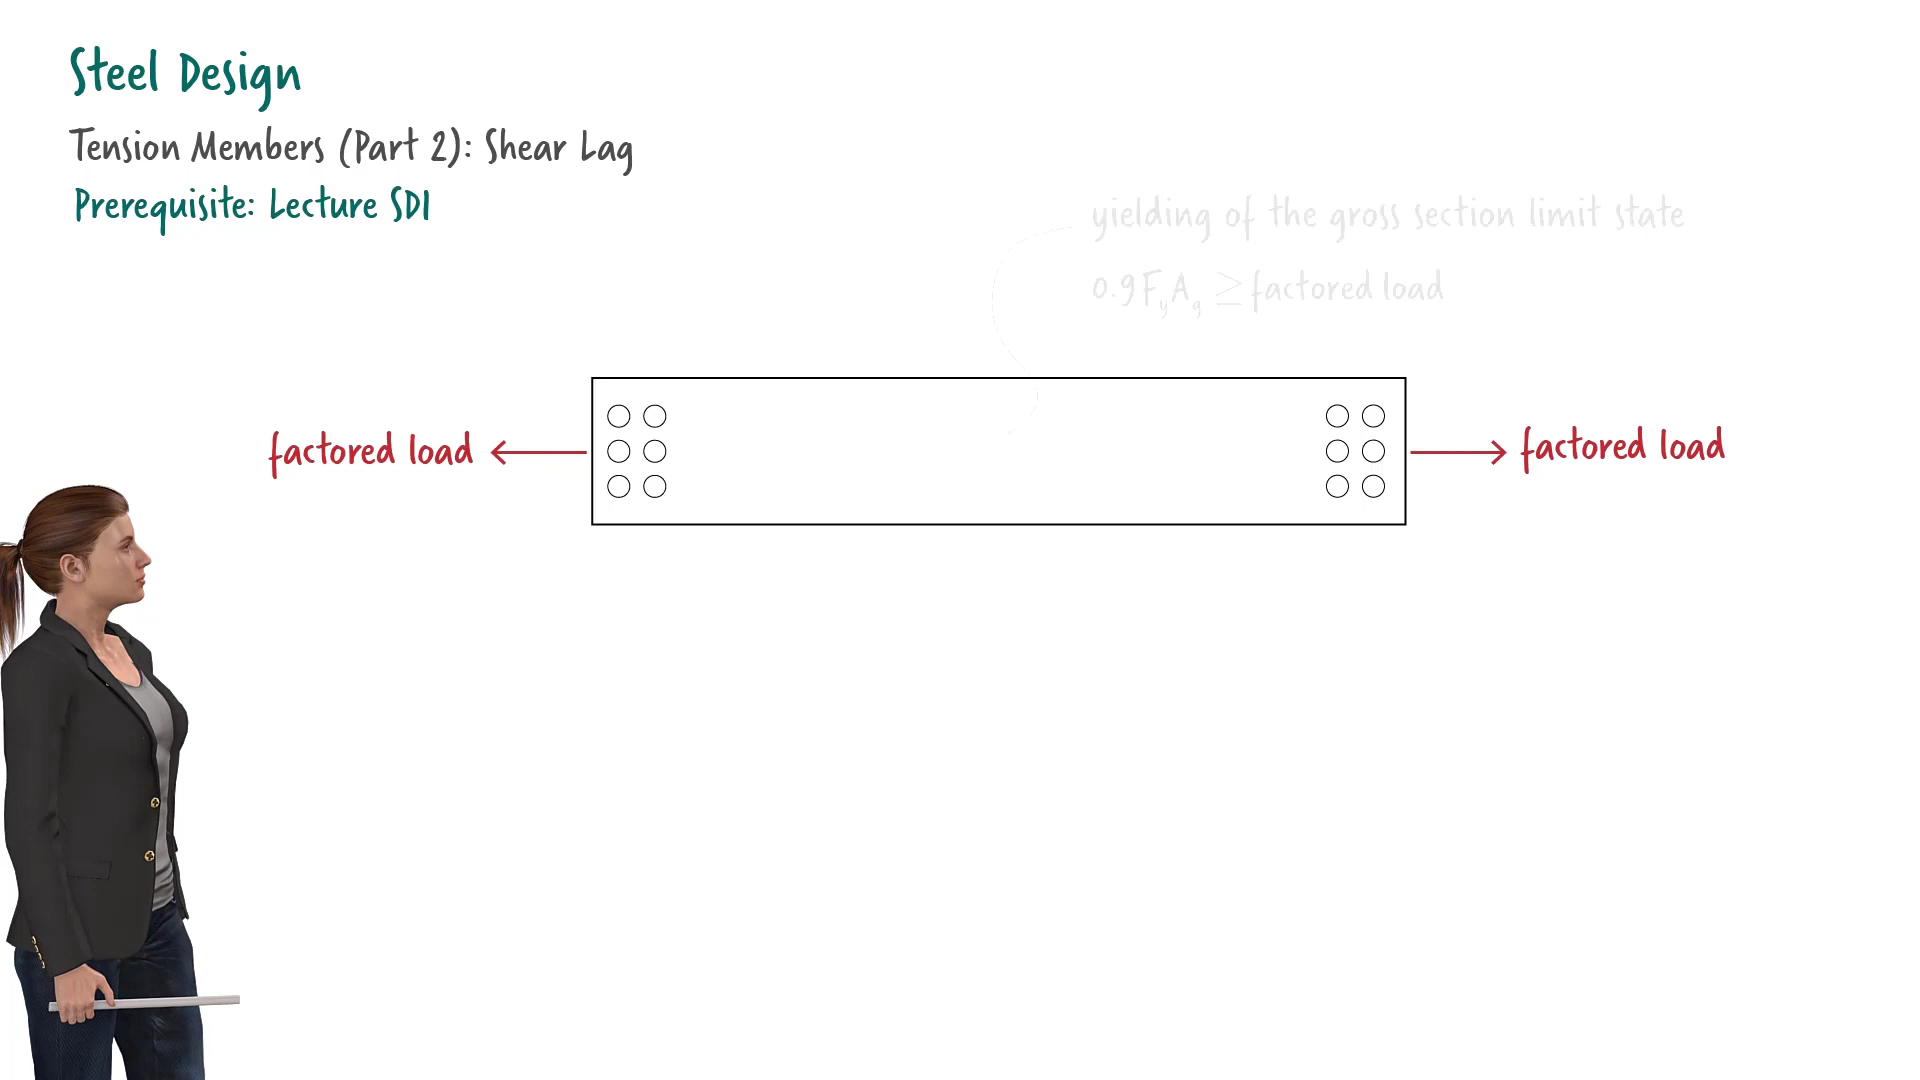 Steel Design
Tension Members (Part 2): Shear Lag
Prerequisite: Lecture SD1
yielding of the gross section limit state
0.9FyAg ≥ factored load
factored load
factored load